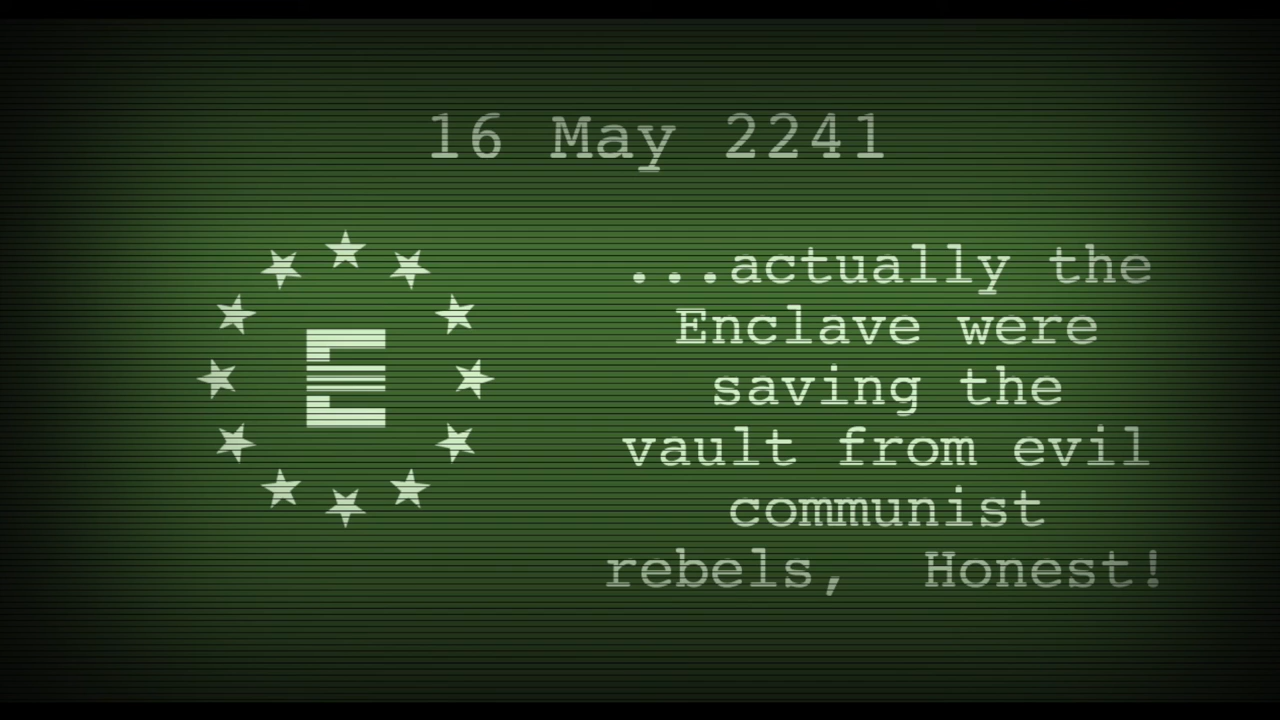 16 May 2241
...actually the
Enclave were
saving the
vault from evil
communist
rebels,  Honest!
E